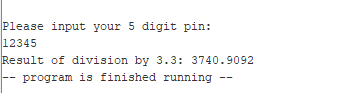 Please input your 5 digit pin:
12345
Result of division by 3.3: 3740.9092
-- program is finished running --